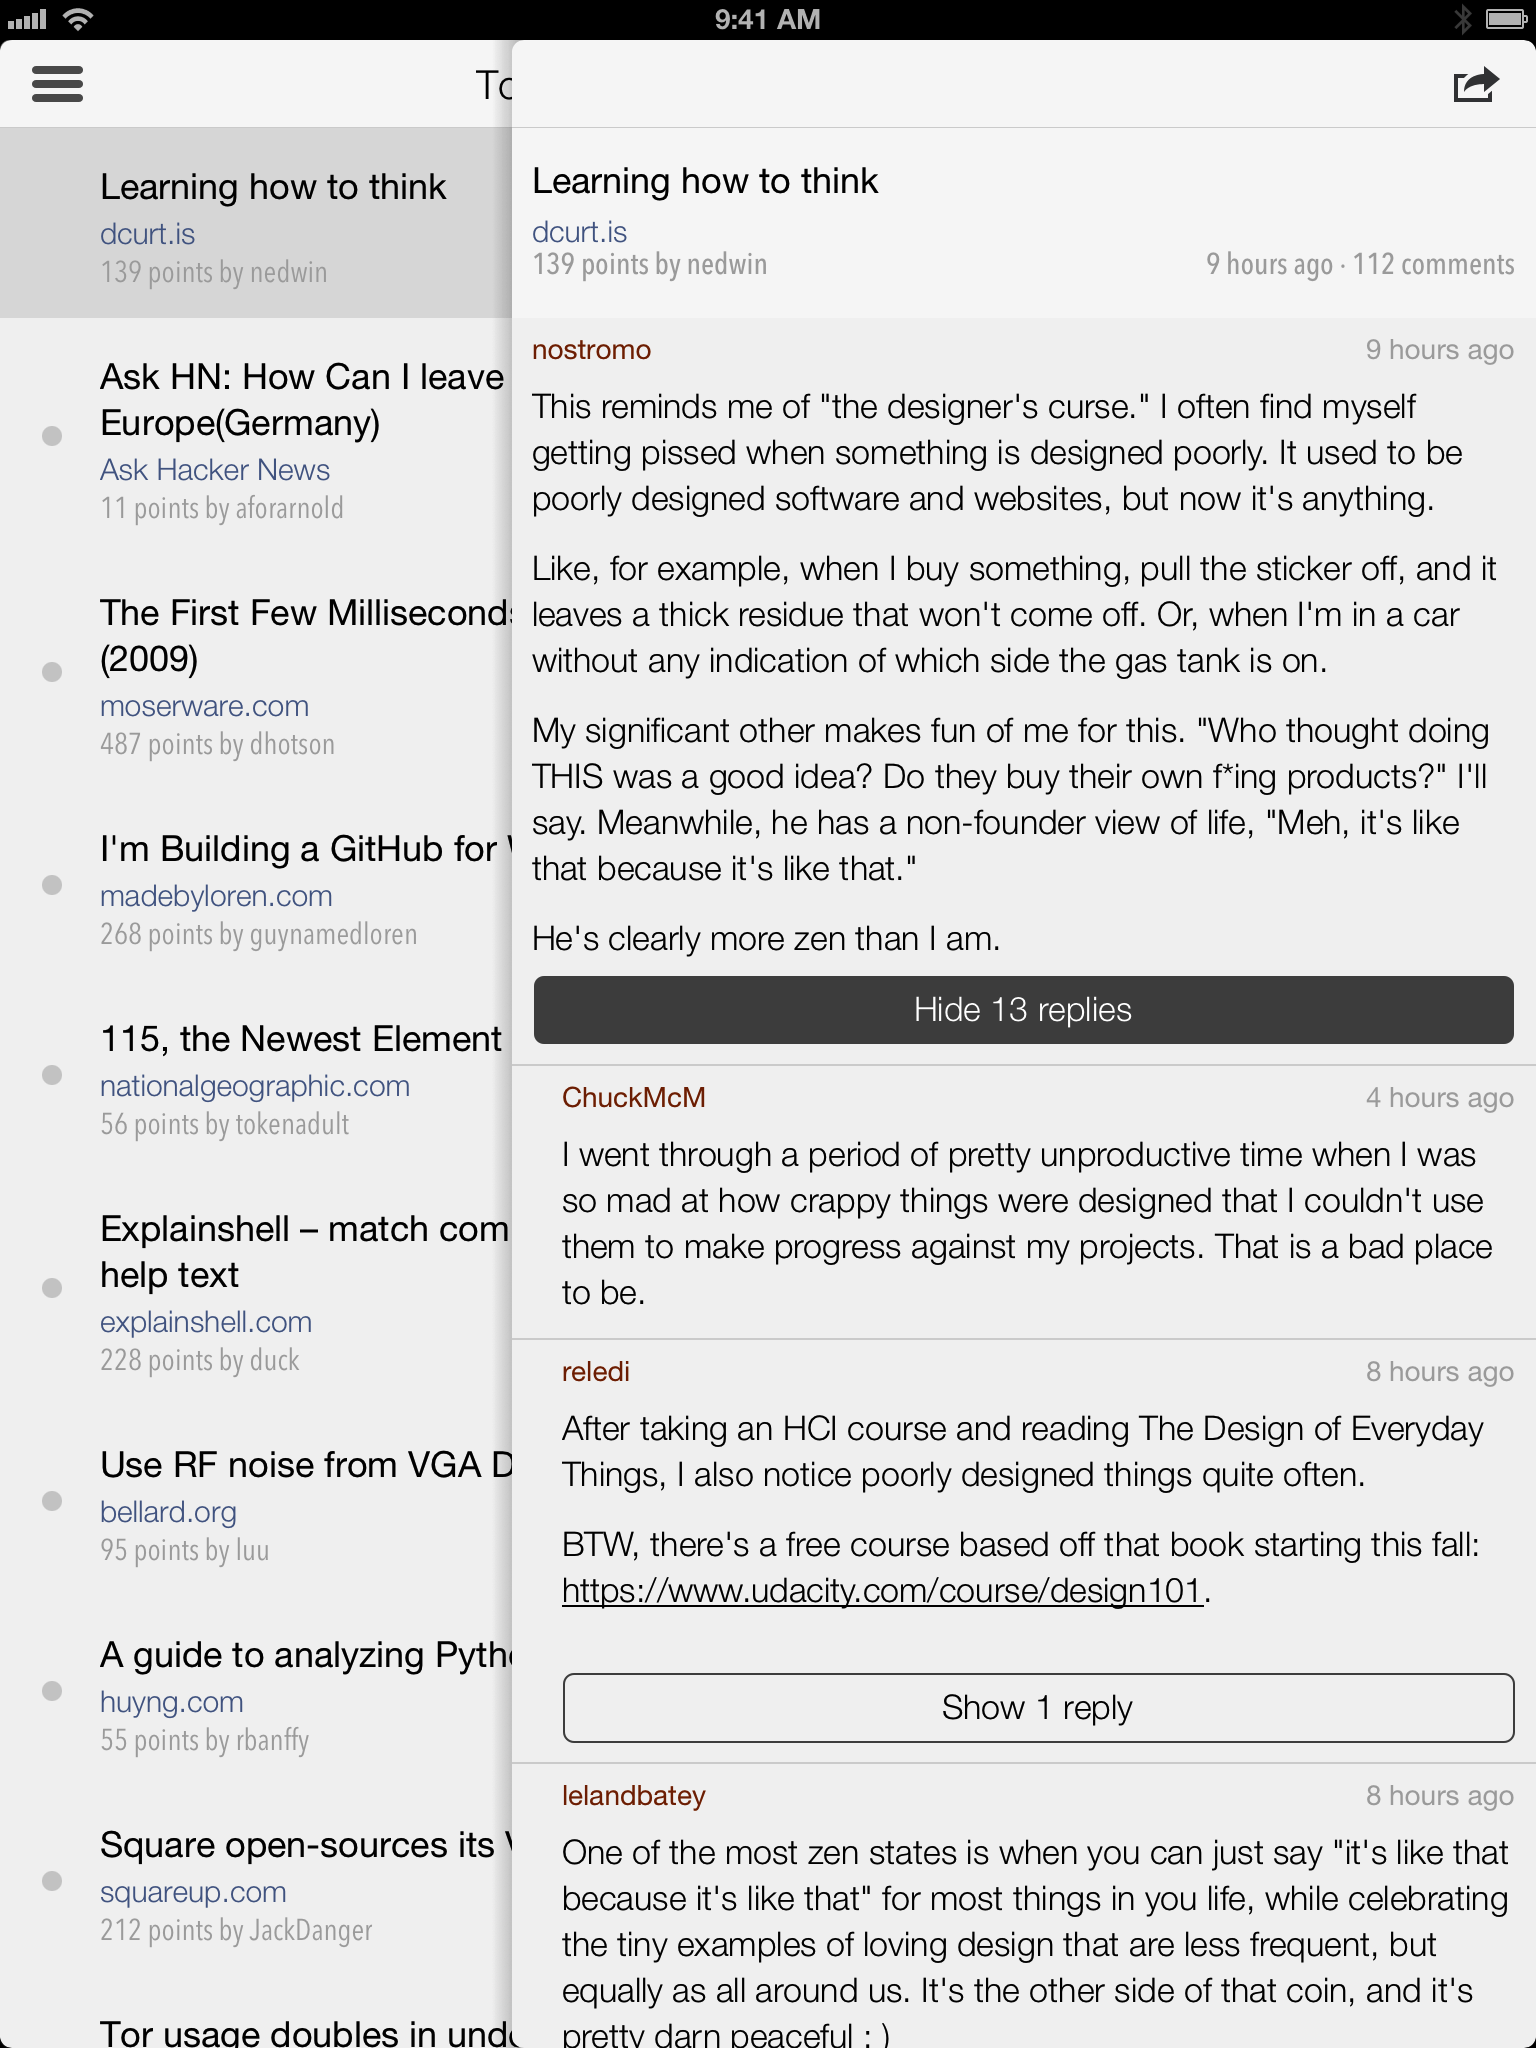 9:41 AM
Learning how to think
dcurt.is
139 points by nedwin
Ask HN: How Can I leave
Europe(Germany)
Ask Hacker News
11 points by aforarnold
The First Few Milliseconds
(2009)
moserware.com
487 points by dhotson
I'm Building a GitHub for
madebyloren.com
268 points by guynamedloren
115, the Newest Element
nationalgeographic.com
56 points by tokenadult
Explainshell – match com
help text
explainshell.com
228 points by duck
Use RF noise from VGA
bellard.org
95 points by luu
A guide to analyzing
huyng.com
55 points by rbanffy
Square open-sources its
squareup.com
212 points by JackDanger
Tor usage doubles in
Learning how to think
dcurt.is
139 points by nedwin
9 hours ago · 112 comments
nostromo
9 hours ago
This reminds me of "the designer's curse." I often find myself
getting pissed when something is designed poorly. It used to be
poorly designed software and websites, but now it's anything.
Like, for example, when I buy something, pull the sticker off, and it
leaves a thick residue that won't come off. Or, when I'm in a car
without any indication of which side the gas tank is on.
My significant other makes fun of me for this. "Who thought doing
THIS was a good idea? Do they buy their own f*ing products?" I'll
say. Meanwhile, he has a non-founder view of life, "Meh, it's like
that because it's like that."
He's clearly more zen than I am.
Hide 13 replies
ChuckMcM
4 hours ago
I went through a period of pretty unproductive time when I was
so mad at how crappy things were designed that I couldn't use
them to make progress against my projects. That is a bad place
to be.
reledi
8 hours ago
After taking an HCI course and reading The Design of Everyday
Things, I also notice poorly designed things quite often.
BTW, there's a free course based off that book starting this fall:
https://www.udacity.com/course/design101.
Show 1 reply
lelandbatey
8 hours ago
One of the most zen states is when you can just say "it's like that
because it's like that" for most things in you life, while celebrating
the tiny examples of loving design that are less frequent, but
equally as all around us. It's the other side of that coin, and it's
pretty darn peaceful : )